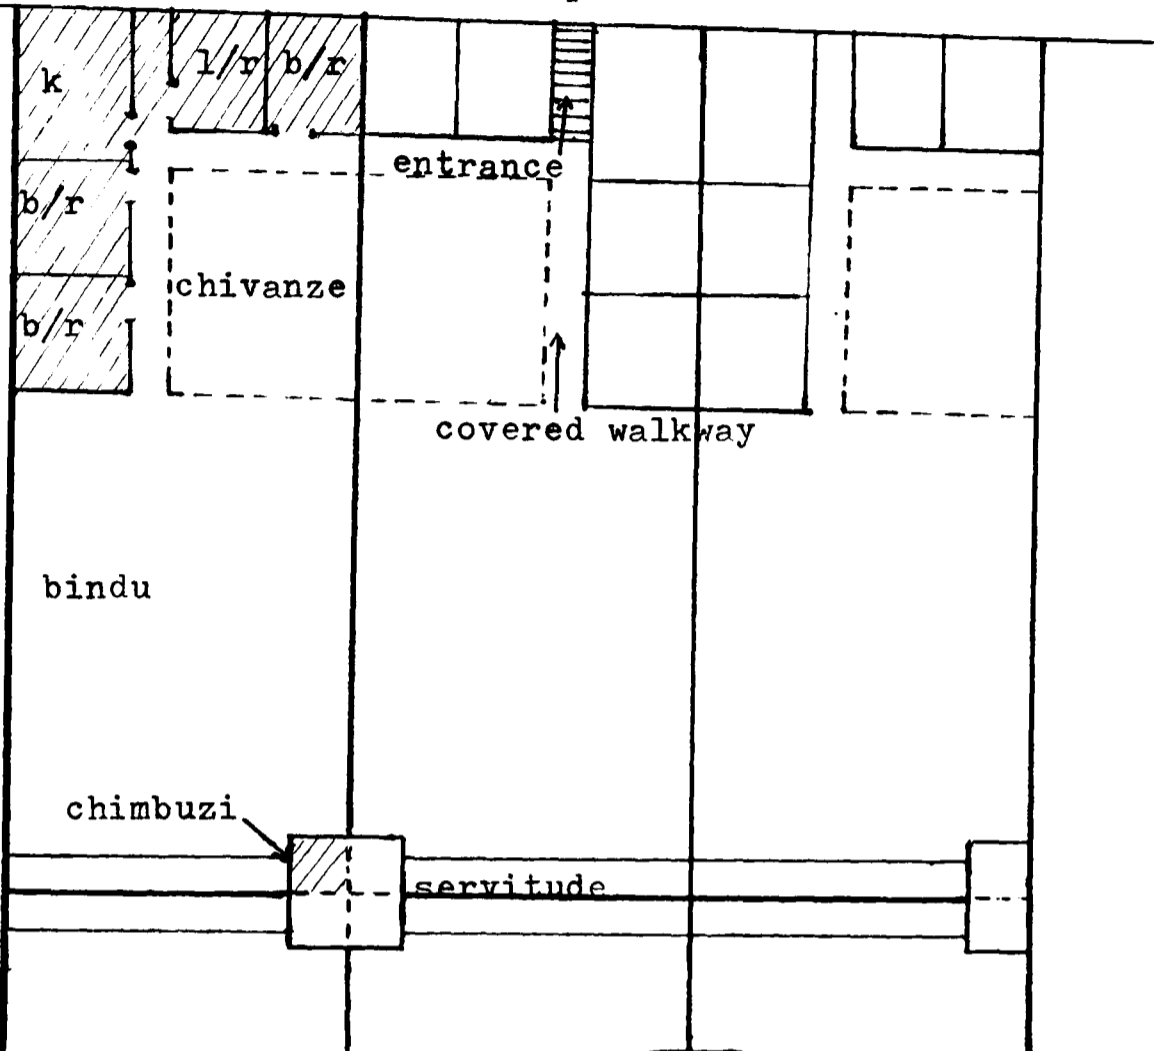 k
l/r
b/r
entrance
b/r
chivanze
b/r
covered walkway
bindu
chimbuzi
servitude